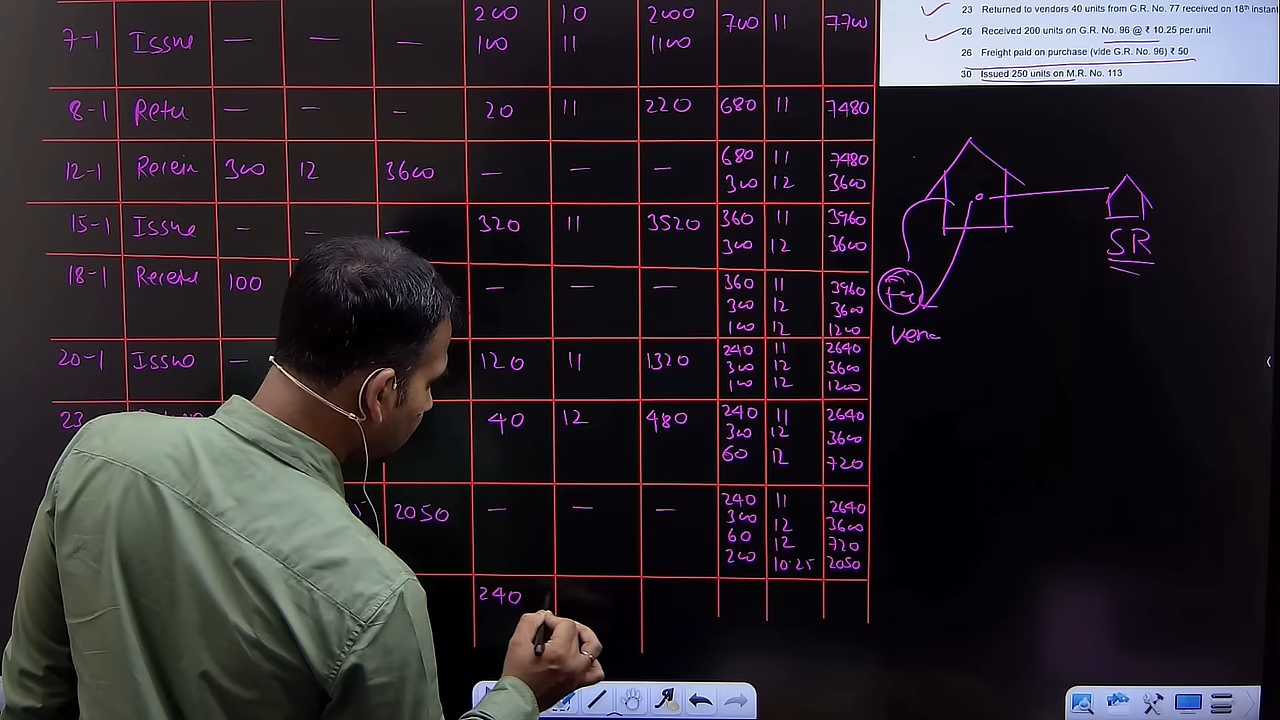 23 Returned to vendors 40 units from G.R. No. 77 received on 18th instant
26 Received 200 units on G.R. No. 96 @ ₹ 10.25 per unit
26 Freight paid on purchase (vide G.R. No. 96) ₹ 50
30 Issued 250 units on M.R. No. 113
7-1 Issue — — — 200 10 2000 700 11 7700
100 11 1100
8-1 Retu — — — 20 11 220 680 11 7480
12-1 Recein 300 12 3600 — — — 680 11 7480
300 12 3600
15-1 Issue — — — 320 11 3520 360 11 3960
300 12 3600
18-1 Receive 100 — — — 360 11 3960
300 12 3600
100 12 1200
20-1 Issue — 120 11 1320 240 11 2640
300 12 3600
100 12 1200
23 40 12 480 240 11 2640
300 12 3600
60 12 720
2050 — — — 240 11 2640
300 12 3600
60 12 720
200 10.25 2050
240
SR
Vend